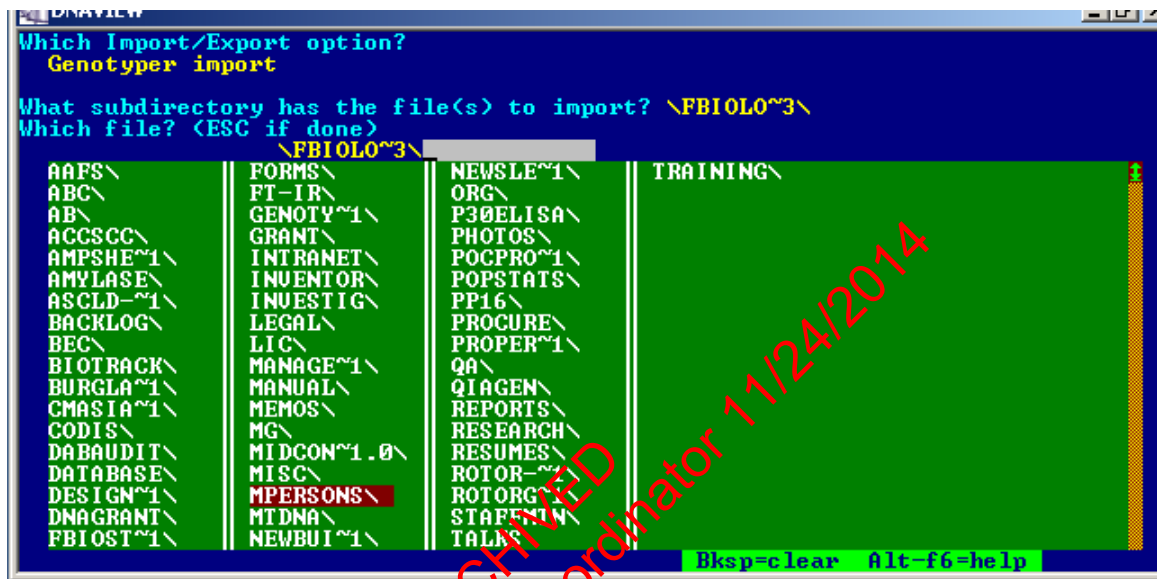 DNAVIEW
Which Import/Export option?
Genotyper import
What subdirectory has the file(s) to import? \FBIOLO~3\
Which file? (ESC if done)
\FBIOLO~3\
AAFS\ FORMS\ NEWSLE~1\ TRAINING\
ABC\ FT-IR\ ORG\
AB\ GENOTY~1\ P30ELISA\
ACCSCC\ GRANT\ PHOTOS\
AMPSHE~1\ INTRANET\ POCPRO~1\
AMYLASE\ INVENTOR\ POPSTATS\
ASCLD-~1\ INVESTIG\ PP16\
BACKLOG\ LEGAL\ PROCURE\
BEC\ LIC\ PROPER~1\
BIOTRACK\ MANAGE~1\ QA\
BURGLA~1\ MANUAL\ QIAGEN\
CMASIA~1\ MEMOS\ REPORTS\
CODIS\ MG\ RESEARCH\
DABAUDIT\ MIDCON~1.0\ RESUMES\
DATABASE\ MISC\ ROTOR-~1\
DESIGN~1\ MPERSONS\ ROTORG~1\
DNAGRANT\ MTDNA\
FBIOST~1\ NEWBUI~1\ TALKS
Bksp=clear Alt-f6=help
11/24/2014